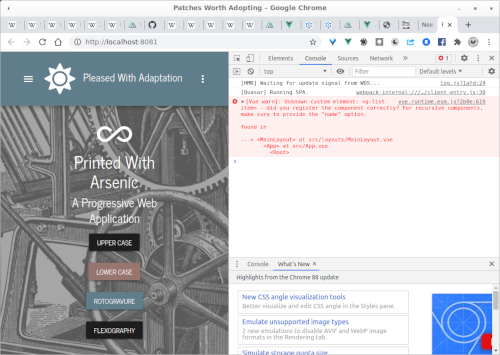 Patches Worth Adopting - Google Chrome
http://localhost:8081
Pleased With Adaptation
Printed With
Arsenic
A Progressive Web
Application
UPPER CASE
LOWER CASE
ROTOGRAVURE
FLEXOGRAPHY
Elements Console
1
top Filter Default levels
[HMR] Waiting for update signal from WDS... log.js?1afd:24
[Quasar] Running SPA. webpack-internal:///…/client-entry.js:30
[Vue warn]: Unknown custom element: <q-list- vue.runtime.esm.js?2b0e:619
item> - did you register the component correctly? For recursive components,
make sure to provide the "name" option.
found in
---> <MainLayout> at src/layouts/MainLayout.vue
<App> at src/App.vue
<Root>
Console What's New
Highlights from the Chrome 88 update
New CSS angle visualization tools
Better visualize and edit CSS angle in the Styles pane.
Emulate unsupported image types
2 new emulations to disable AVIF and WebP image
formats in the Rendering tab.
Simulate storage quota size